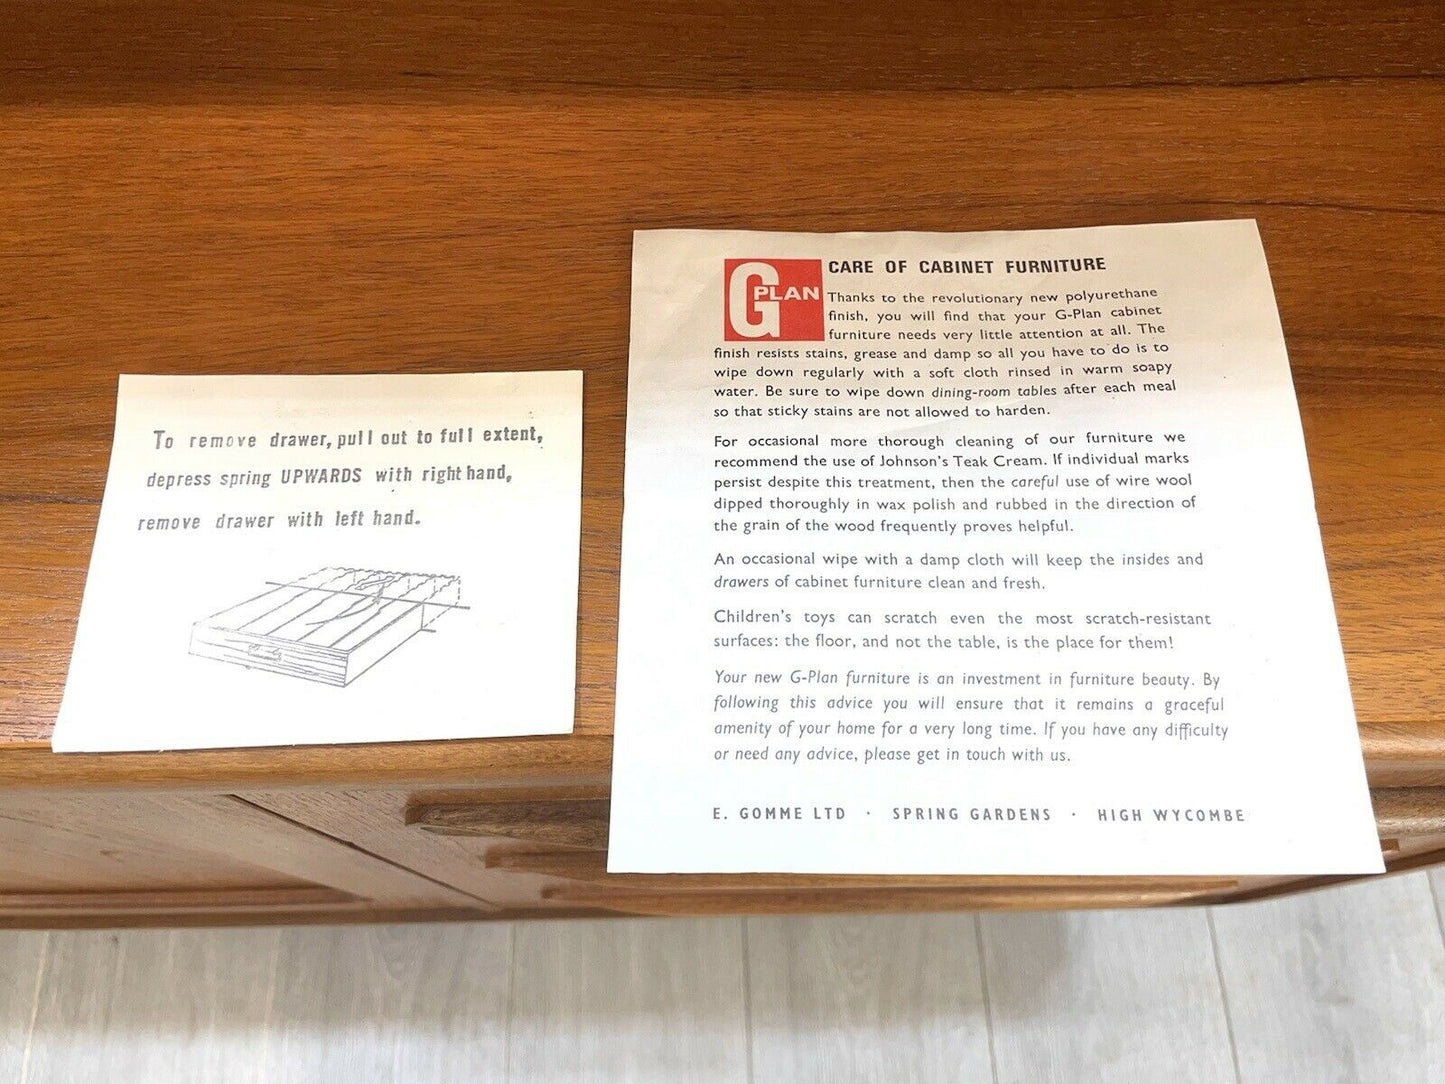 To remove drawer, pull out to full extent,
depress spring UPWARDS with right hand,
remove drawer with left hand.
G PLAN
CARE OF CABINET FURNITURE
Thanks to the revolutionary new polyurethane
finish, you will find that your G-Plan cabinet
furniture needs very little attention at all. The
finish resists stains, grease and damp so all you have to do is to
wipe down regularly with a soft cloth rinsed in warm soapy
water. Be sure to wipe down dining-room tables after each meal
so that sticky stains are not allowed to harden.
For occasional more thorough cleaning of our furniture we
recommend the use of Johnson's Teak Cream. If individual marks
persist despite this treatment, then the careful use of wire wool
dipped thoroughly in wax polish and rubbed in the direction of
the grain of the wood frequently proves helpful.
An occasional wipe with a damp cloth will keep the insides and
drawers of cabinet furniture clean and fresh.
Children's toys can scratch even the most scratch-resistant
surfaces: the floor, and not the table, is the place for them!
Your new G-Plan furniture is an investment in furniture beauty. By
following this advice you will ensure that it remains a graceful
amenity of your home for a very long time. If you have any difficulty
or need any advice, please get in touch with us.
E. GOMME LTD · SPRING GARDENS · HIGH WYCOMBE